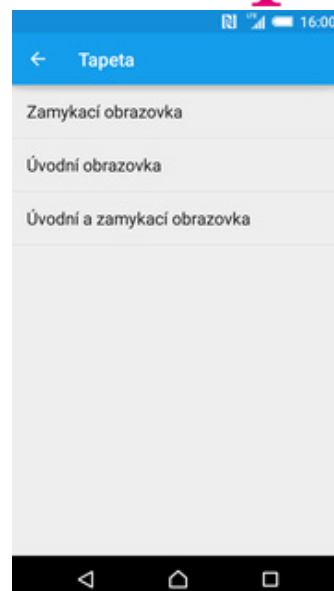 16:00
Tapeta
Zamykací obrazovka
Úvodní obrazovka
Úvodní a zamykací obrazovka